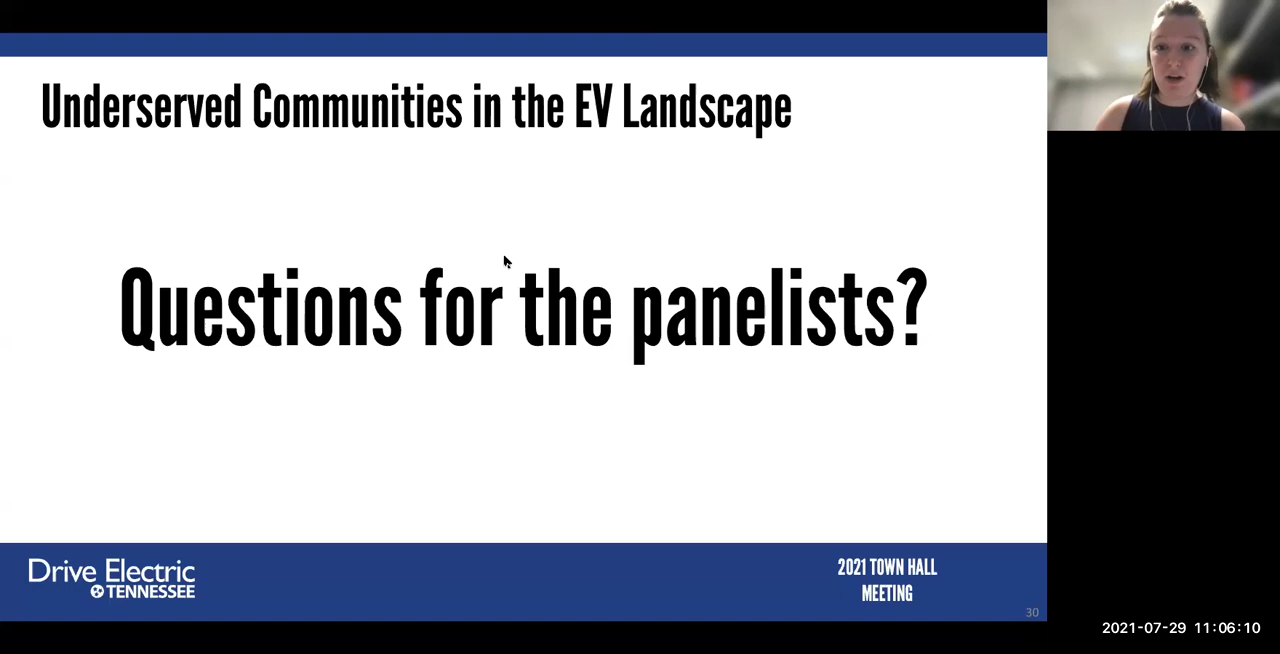 Underserved Communities in the EV Landscape
Questions for the panelists?
Drive Electric
TENNESSEE
2021 TOWN HALL
MEETING
30
2021-07-29 11:06:10